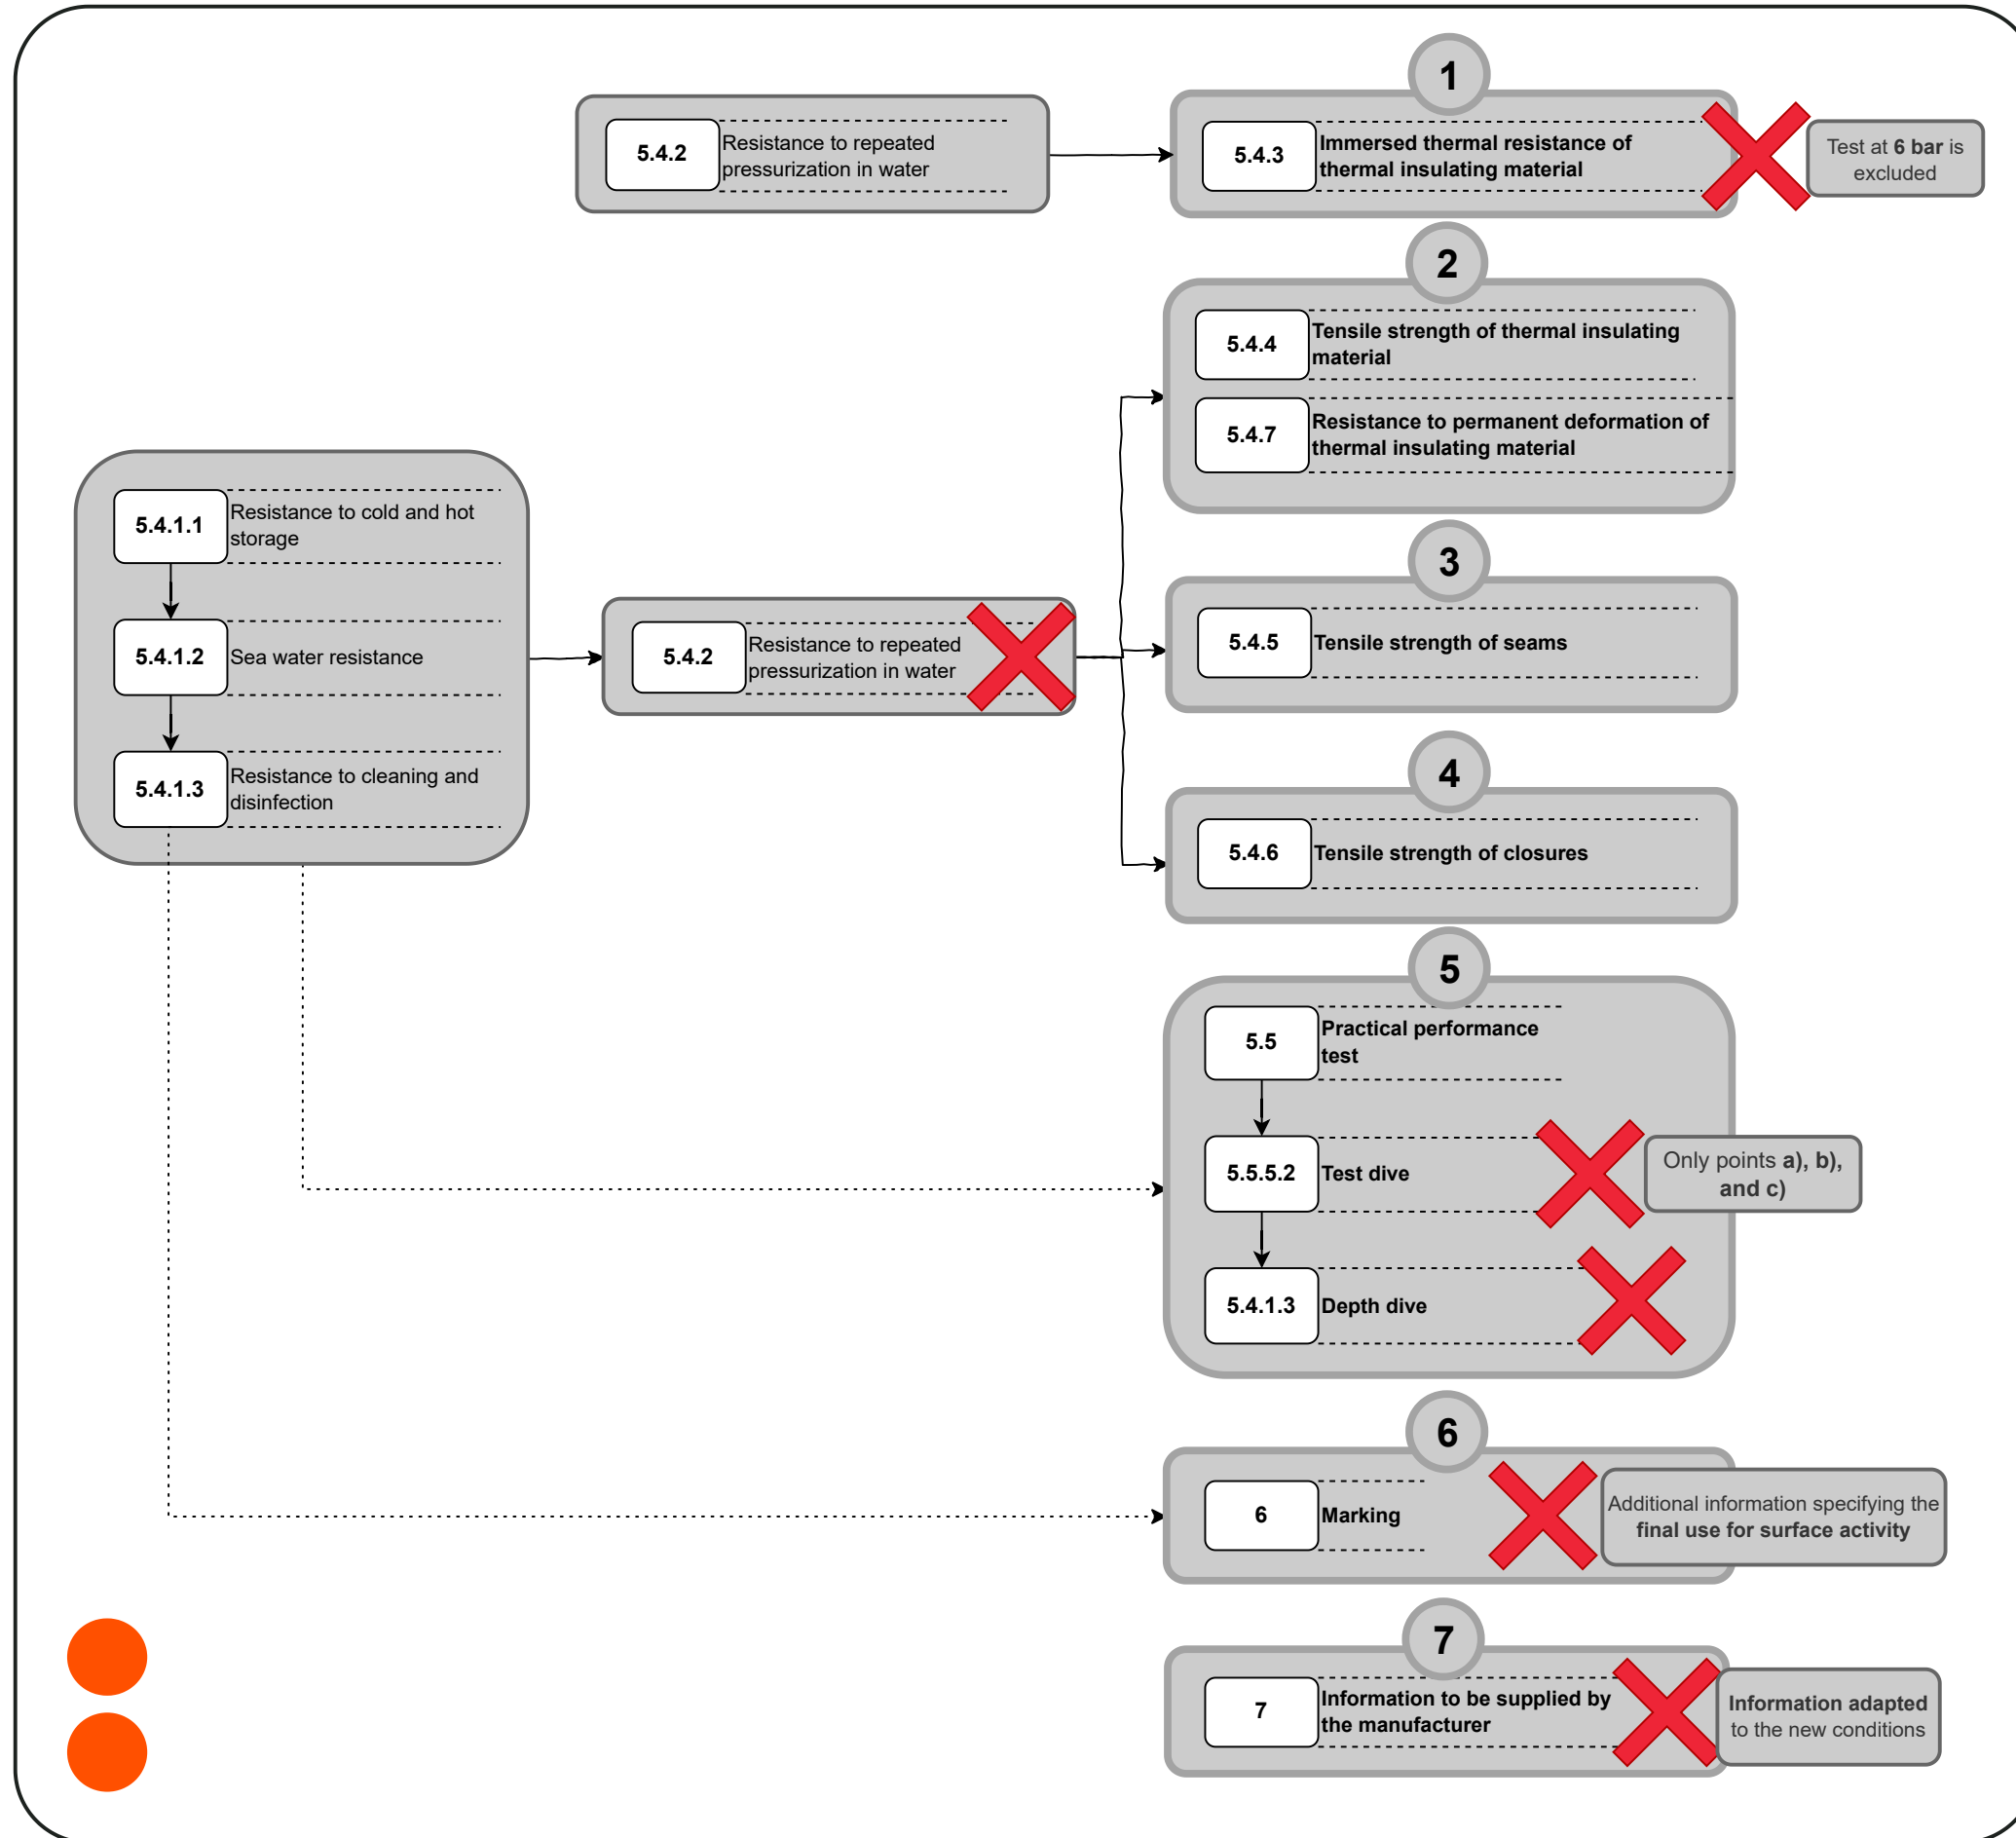 1
5.4.2
Resistance to repeated
pressurization in water
5.4.3
Immersed thermal resistance of
thermal insulating material
Test at 6 bar is
excluded
2
5.4.4
Tensile strength of thermal insulating
material
5.4.7
Resistance to permanent deformation of
thermal insulating material
5.4.1.1
Resistance to cold and hot
storage
5.4.1.2
Sea water resistance
5.4.1.3
Resistance to cleaning and
disinfection
5.4.2
Resistance to repeated
pressurization in water
3
5.4.5
Tensile strength of seams
4
5.4.6
Tensile strength of closures
5
5.5
Practical performance
test
5.5.5.2
Test dive
Only points a), b),
and c)
5.4.1.3
Depth dive
6
6
Marking
Additional information specifying the
final use for surface activity
7
7
Information to be supplied by
the manufacturer
Information adapted
to the new conditions